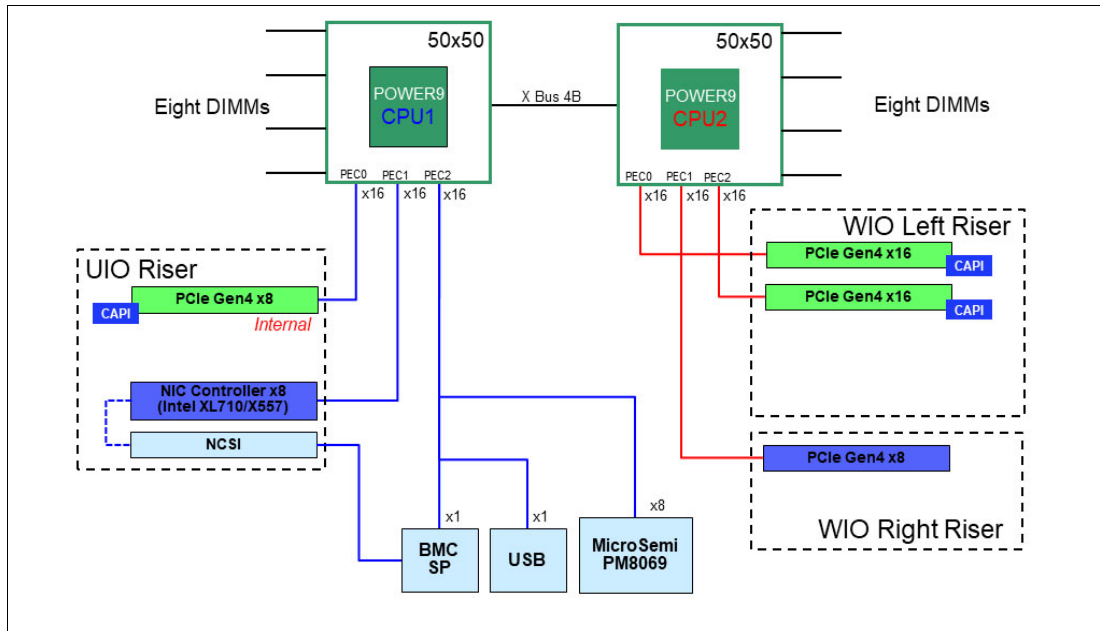 50x50
POWER9
CPU1
Eight DIMMs
PEC0
PEC1
PEC2
x16
x16
x16
X Bus 4B
50x50
POWER9
CPU2
Eight DIMMs
PEC0
PEC1
PEC2
x16
x16
x16
UIO Riser
PCIe Gen4 x8
CAPI
Internal
NIC Controller x8
(Intel XL710/X557)
NCSI
x1
BMC
SP
x1
USB
x8
MicroSemi
PM8069
WIO Left Riser
PCIe Gen4 x16
CAPI
PCIe Gen4 x16
CAPI
PCIe Gen4 x8
WIO Right Riser